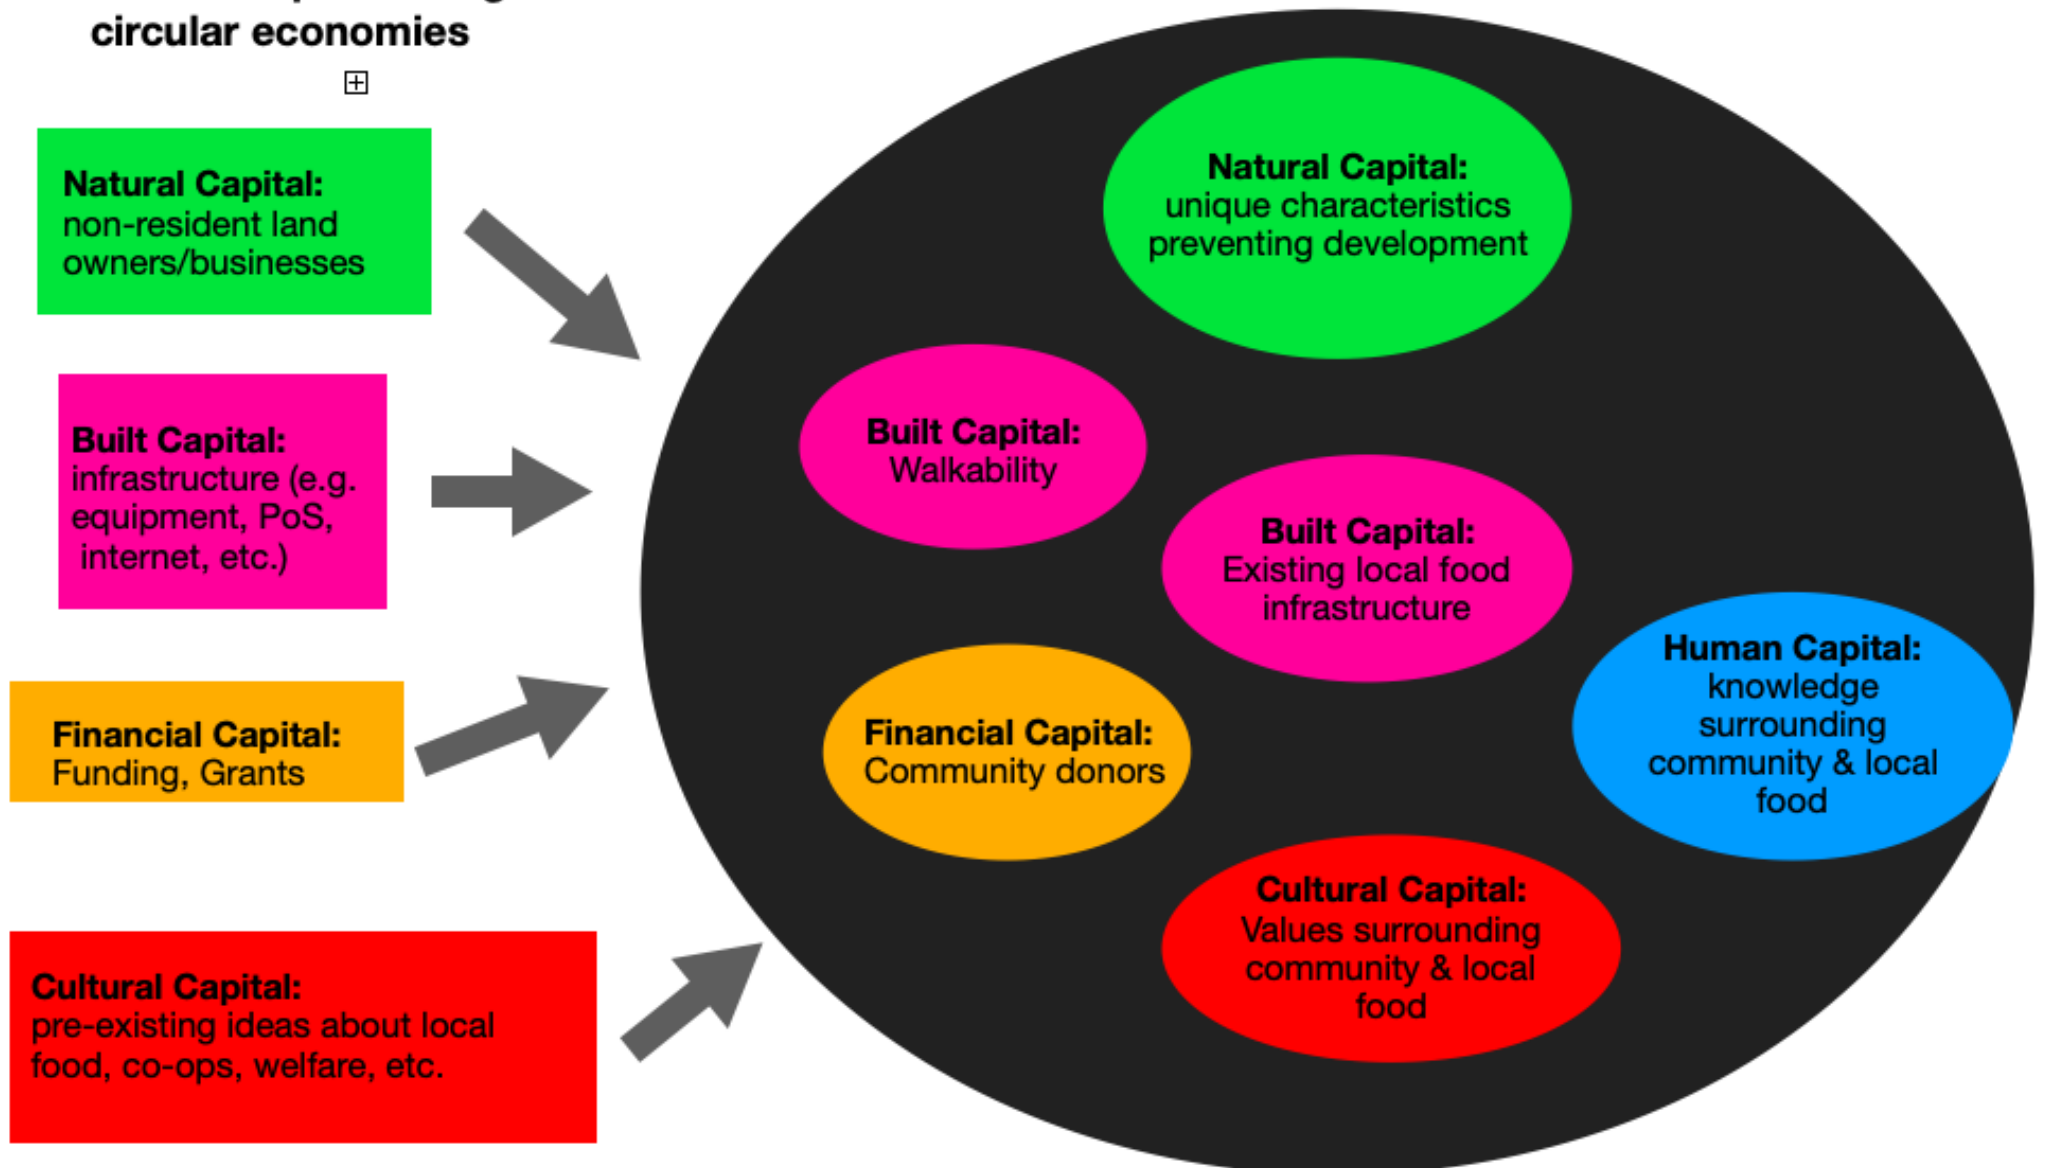 circular economies
Natural Capital:
non-resident land
owners/businesses
Built Capital:
infrastructure (e.g.
equipment, PoS,
internet, etc.)
Financial Capital:
Funding, Grants
Cultural Capital:
pre-existing ideas about local
food, co-ops, welfare, etc.
Natural Capital:
unique characteristics
preventing development
Built Capital:
Walkability
Built Capital:
Existing local food
infrastructure
Human Capital:
knowledge
surrounding
community & local
food
Financial Capital:
Community donors
Cultural Capital:
Values surrounding
community & local
food